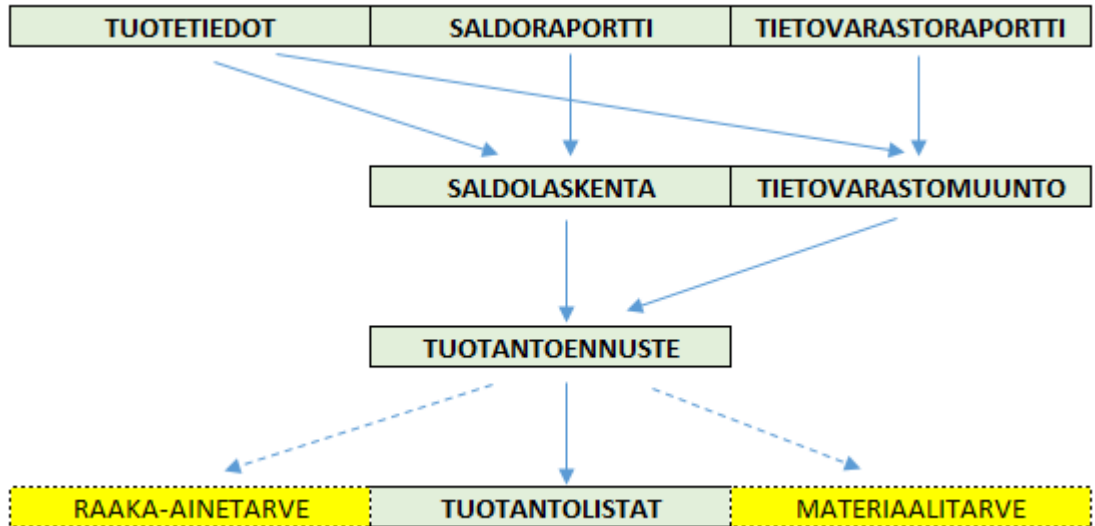 TUOTETIEDOT SALDORAPORTTI TIETOVARASTORAPORTTI
SALDOLASKENTA TIETOVARASTOMUUNTO
TUOTANTOENNUSTE
RAAKA-AINETARVE TUOTANTOLISTAT MATERIAALITARVE